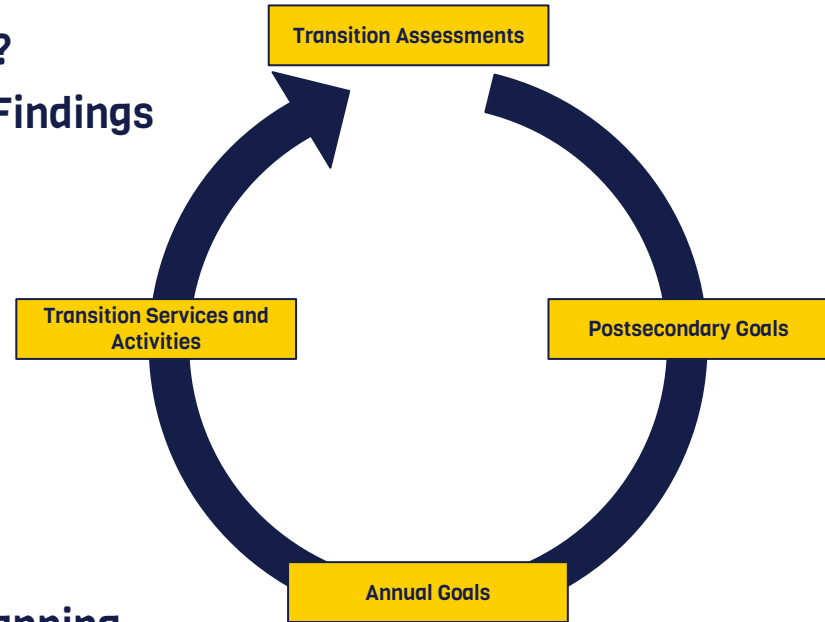 Transition Assessments
?
Findings
Transition Services and
Activities
Postsecondary Goals
Annual Goals